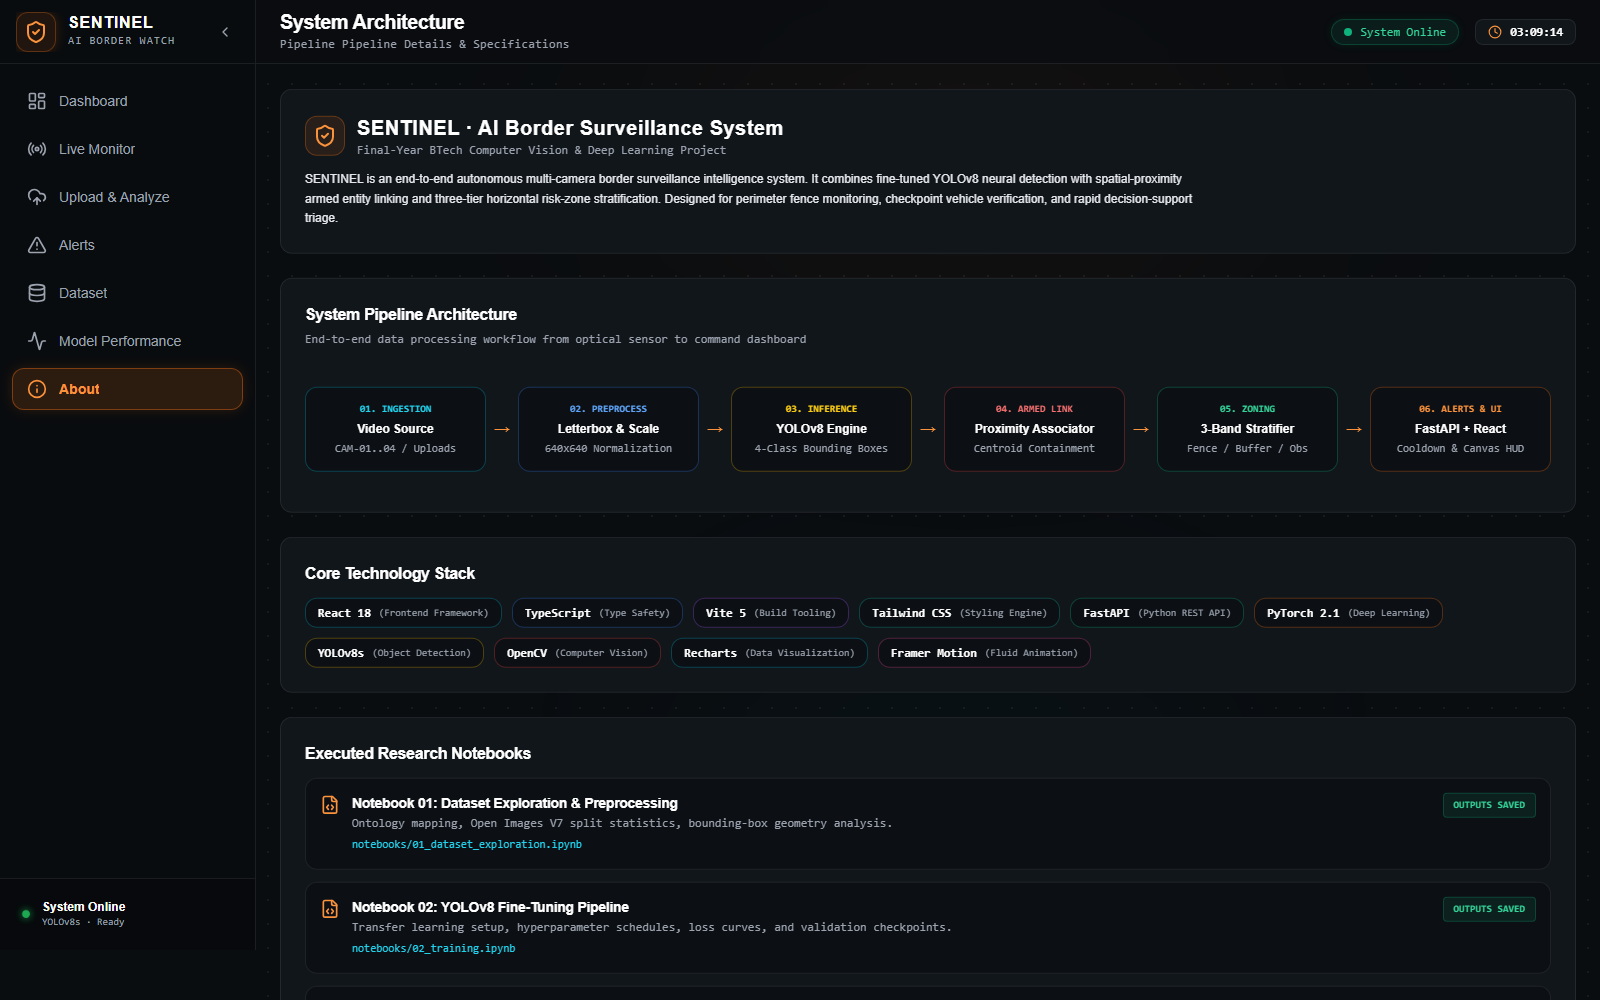 SENTINEL
AI BORDER WATCH
System Architecture
Pipeline Pipeline Details & Specifications
System Online
03:09:14
Dashboard
Live Monitor
Upload & Analyze
Alerts
Dataset
Model Performance
About
System Online
YOLOv8s · Ready
SENTINEL · AI Border Surveillance System
Final-Year BTech Computer Vision & Deep Learning Project
SENTINEL is an end-to-end autonomous multi-camera border surveillance intelligence system. It combines fine-tuned YOLOv8 neural detection with spatial-proximity
armed entity linking and three-tier horizontal risk-zone stratification. Designed for perimeter fence monitoring, checkpoint vehicle verification, and rapid decision-support
triage.
System Pipeline Architecture
End-to-end data processing workflow from optical sensor to command dashboard
01. INGESTION
Video Source
CAM-01..04 / Uploads
→
02. PREPROCESS
Letterbox & Scale
640x640 Normalization
→
03. INFERENCE
YOLOv8 Engine
4-Class Bounding Boxes
→
04. ARMED LINK
Proximity Associator
Centroid Containment
→
05. ZONING
3-Band Stratifier
Fence / Buffer / Obs
→
06. ALERTS & UI
FastAPI + React
Cooldown & Canvas HUD
Core Technology Stack
React 18 (Frontend Framework)
TypeScript (Type Safety)
Vite 5 (Build Tooling)
Tailwind CSS (Styling Engine)
FastAPI (Python REST API)
PyTorch 2.1 (Deep Learning)
YOLOv8s (Object Detection)
OpenCV (Computer Vision)
Recharts (Data Visualization)
Framer Motion (Fluid Animation)
Executed Research Notebooks
Notebook 01: Dataset Exploration & Preprocessing
Ontology mapping, Open Images V7 split statistics, bounding-box geometry analysis.
notebooks/01_dataset_exploration.ipynb
OUTPUTS SAVED
Notebook 02: YOLOv8 Fine-Tuning Pipeline
Transfer learning setup, hyperparameter schedules, loss curves, and validation checkpoints.
notebooks/02_training.ipynb
OUTPUTS SAVED